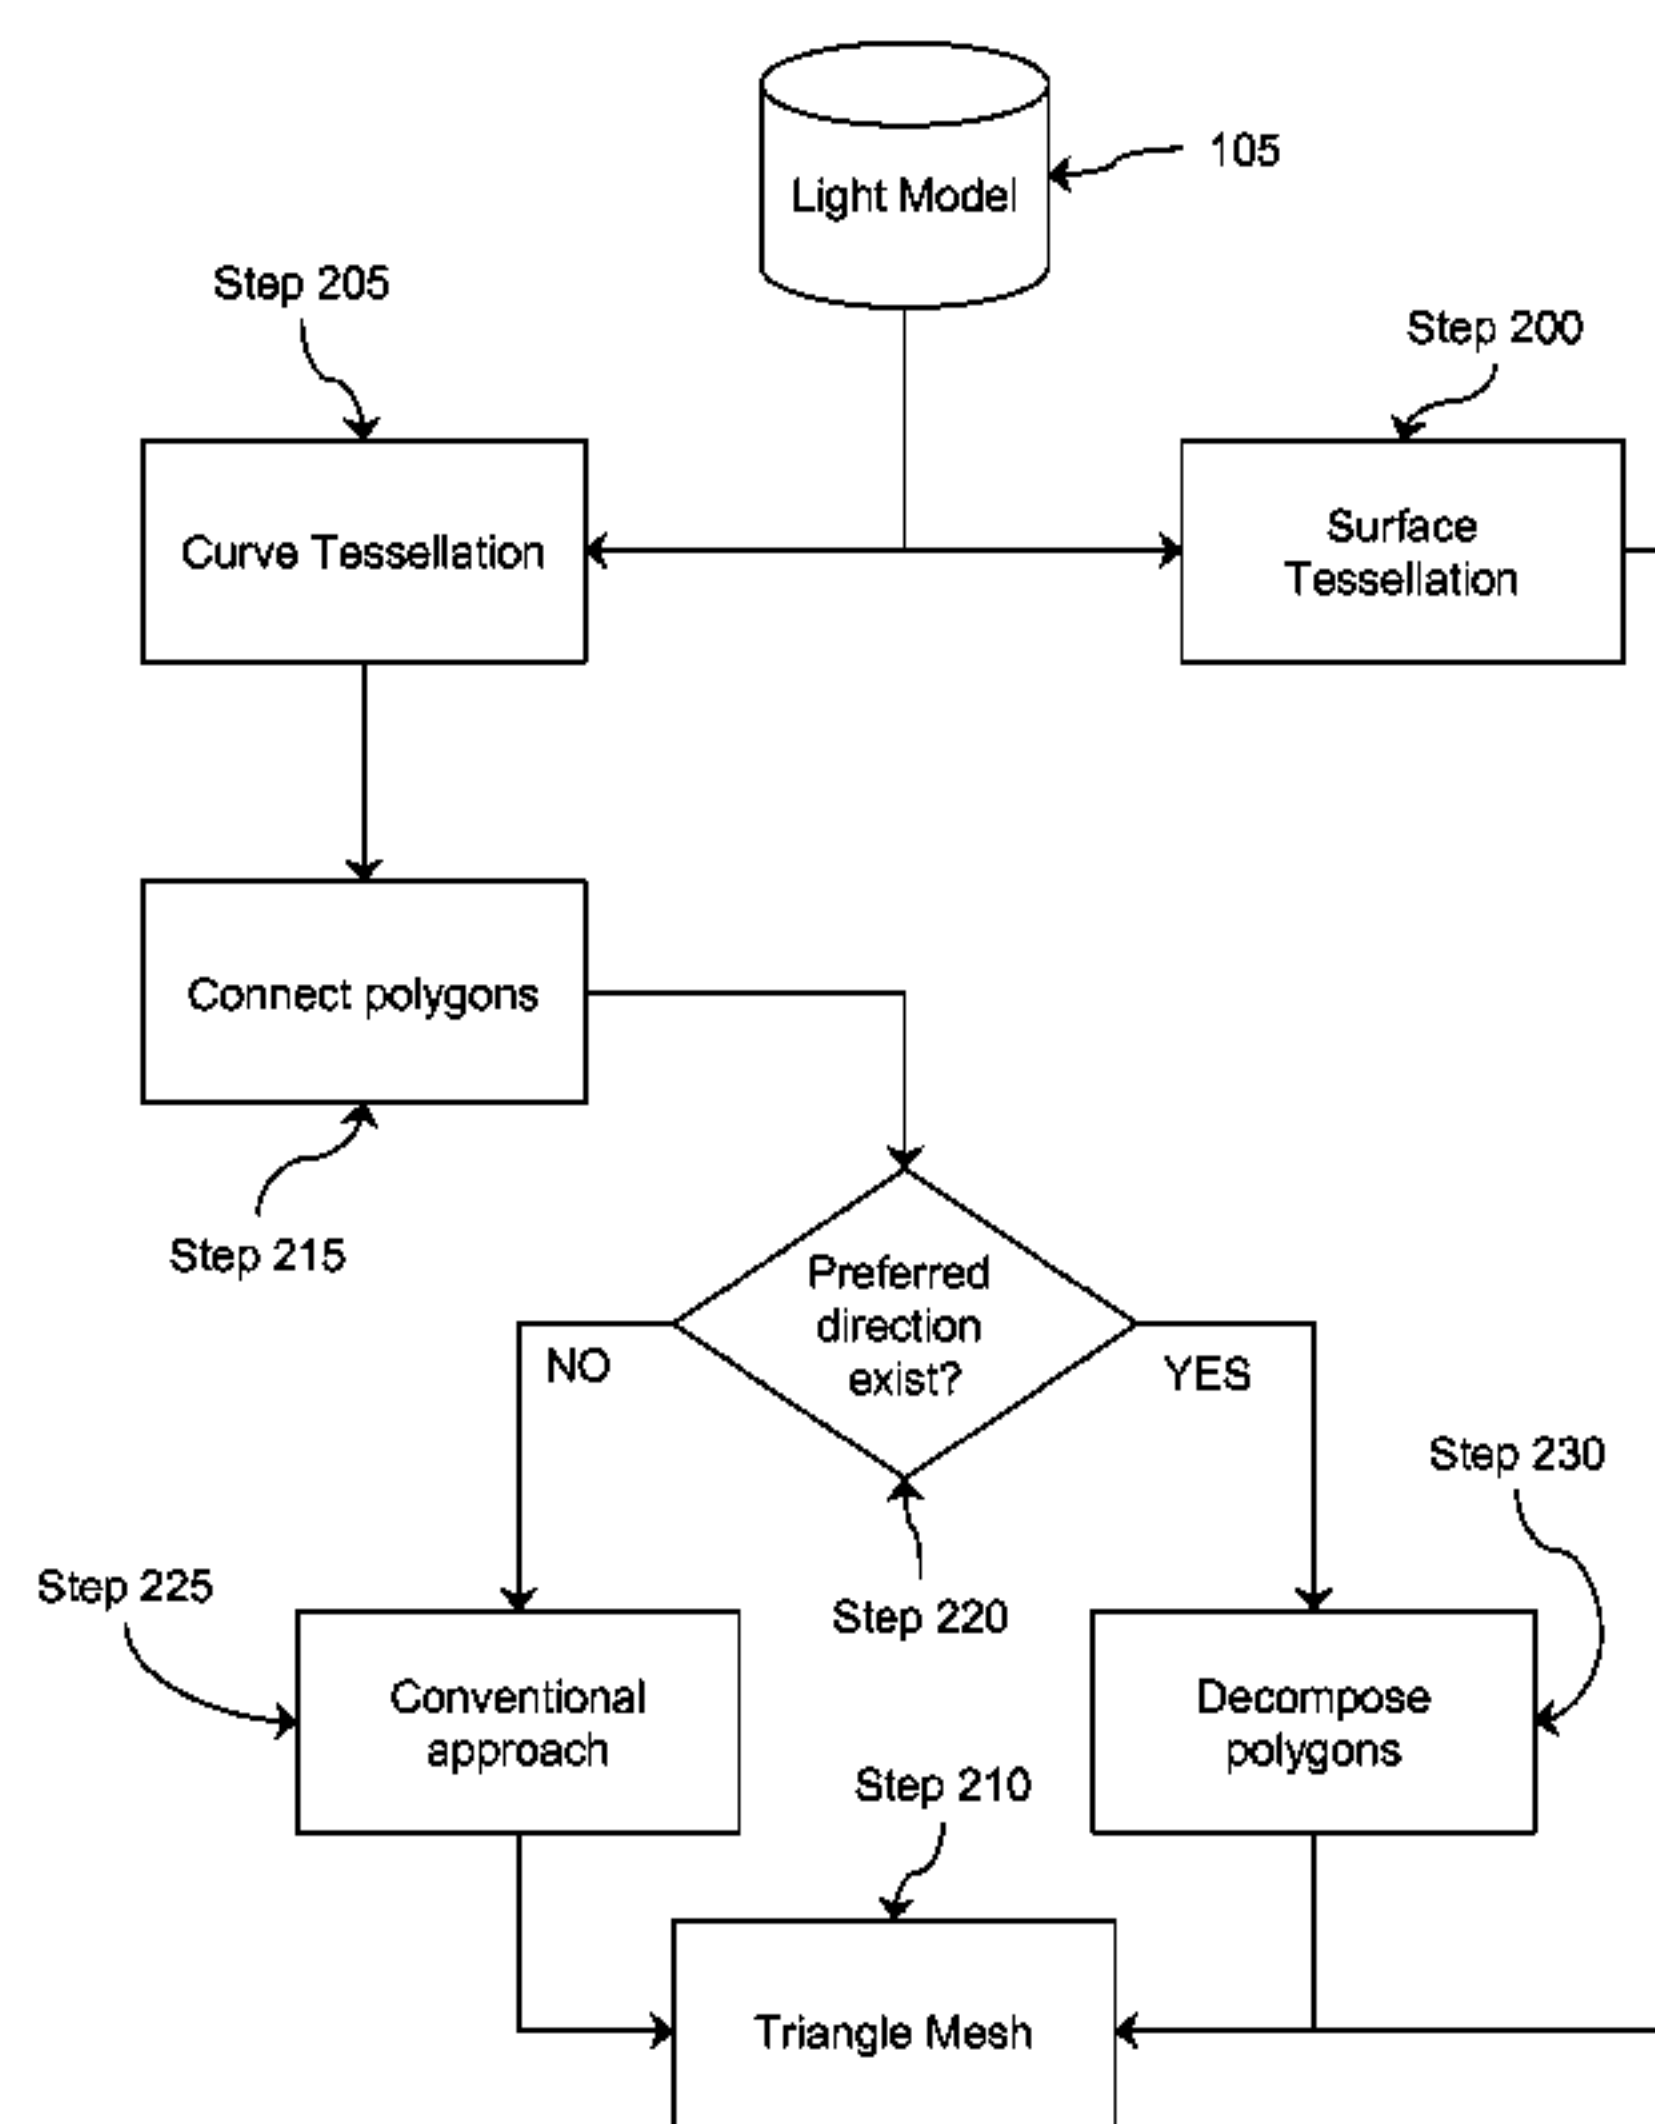 105
Light Model
Step 205
Step 200
Curve Tessellation
Surface
Tessellation
Connect polygons
Step 215
Preferred
direction
exist?
NO
YES
Step 230
Step 225
Step 220
Conventional
approach
Decompose
polygons
Step 210
Triangle Mesh